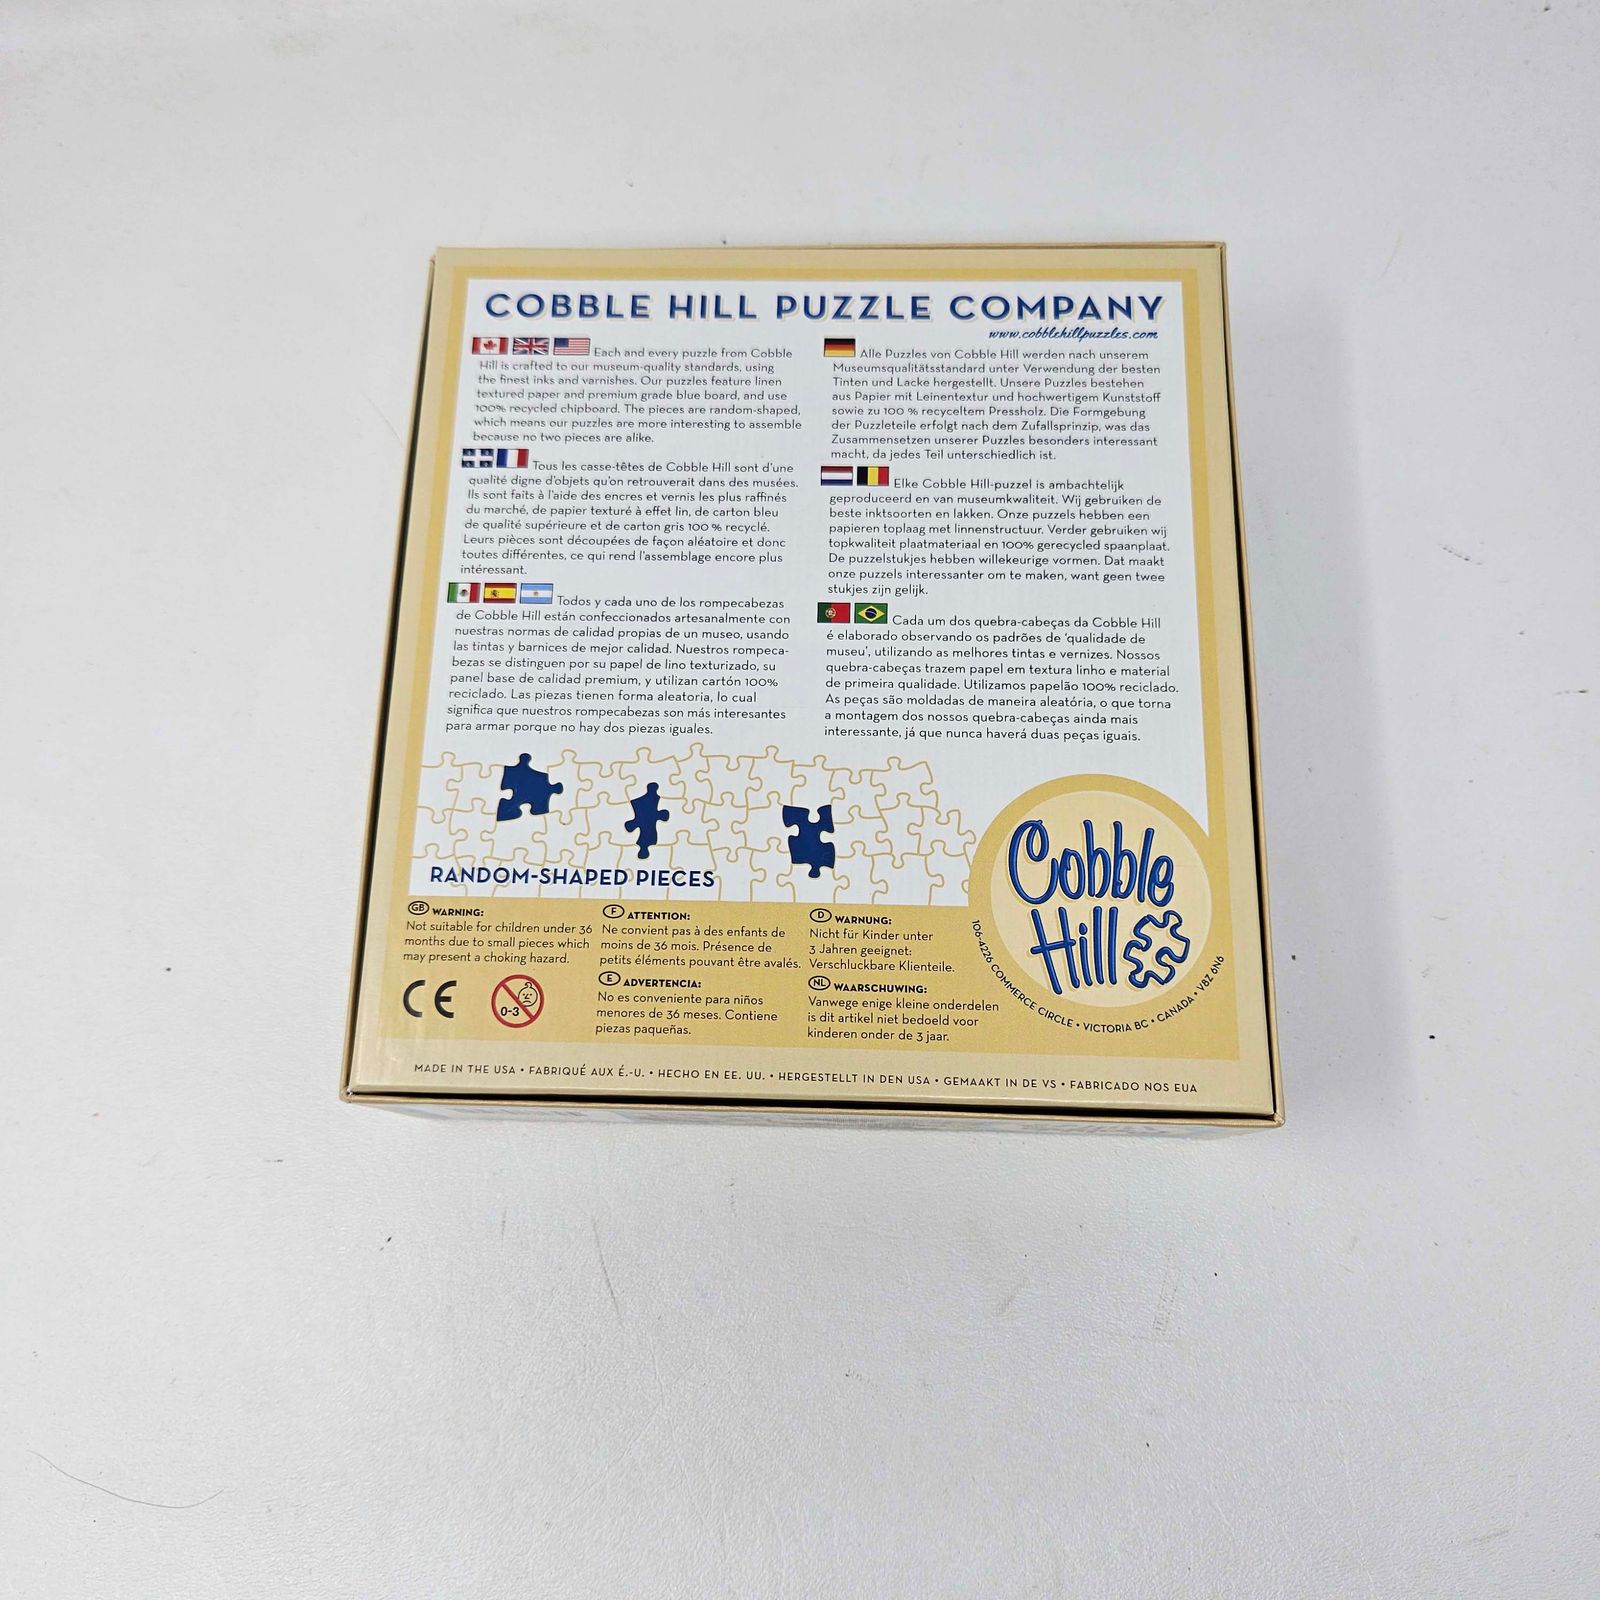 COBBLE HILL PUZZLE COMPANY
www.cobblehillpuzzles.com
Each and every puzzle from Cobble
Hill is crafted to our museum-quality standards, using
the finest inks and varnishes. Our puzzles feature linen
textured paper and premium grade blue board, and use
100% recycled chipboard. The pieces are random-shaped,
which means our puzzles are more interesting to assemble
because no two pieces are alike.
Tous les casse-têtes de Cobble Hill sont d'une
qualité digne d'objets qu'on retrouverait dans des musées.
Ils sont faits à l'aide des encres et vernis les plus raffinés
du marché, de papier texturé à effet lin, de carton bleu
de qualité supérieure et de carton gris 100 % recyclé.
Leurs pièces sont découpées de façon aléatoire et donc
toutes différentes, ce qui rend l'assemblage encore plus
intéressant.
Todos y cada uno de los rompecabezas
de Cobble Hill están confeccionados artesanalmente con
nuestras normas de calidad propias de un museo, usando
las tintas y barnices de mejor calidad. Nuestros rompeca-
bezas se distinguen por su papel de lino texturizado, su
panel base de calidad premium, y utilizan cartón 100%
reciclado. Las piezas tienen forma aleatoria, lo cual
significa que nuestros rompecabezas son más interesantes
para armar porque no hay dos piezas iguales.
Alle Puzzles von Cobble Hill werden nach unserem
Museumsqualitätsstandard unter Verwendung der besten
Tinten und Lacke hergestellt. Unsere Puzzles bestehen
aus Papier mit Leinentextur und hochwertigem Kunststoff
sowie zu 100 % recyceltem Pressholz. Die Formgebung
der Puzzleteile erfolgt nach dem Zufallsprinzip, was das
Zusammensetzen unserer Puzzles besonders interessant
macht, da jedes Teil unterschiedlich ist.
Elke Cobble Hill-puzzel is ambachtelijk
geproduceerd en van museumkwaliteit. Wij gebruiken de
beste inktsoorten en lakken. Onze puzzels hebben een
papieren toplaag met linnenstructuur. Verder gebruiken wij
topkwaliteit plaatmateriaal en 100% gerecycled spaanplaat.
De puzzelstukjes hebben willekeurige vormen. Dat maakt
onze puzzels interessanter om te maken, want geen twee
stukjes zijn gelijk.
Cada um dos quebra-cabeças da Cobble Hill
é elaborado observando os padrões de 'qualidade de
museu', utilizando as melhores tintas e vernizes. Nossos
quebra-cabeças trazem papel em textura linho e material
de primeira qualidade. Utilizamos papelão 100% reciclado.
As peças são moldadas de maneira aleatória, o que torna
a montagem dos nossos quebra-cabeças ainda mais
interessante, já que nunca haverá duas peças iguais.
RANDOM-SHAPED PIECES
GB WARNING:
Not suitable for children under 36
months due to small pieces which
may present a choking hazard.
CE
0-3
F ATTENTION:
Ne convient pas à des enfants de
moins de 36 mois. Présence de
petits éléments pouvant être avalés.
E ADVERTENCIA:
No es conveniente para niños
menores de 36 meses. Contiene
piezas paqueñas.
D WARNUNG:
Nicht für Kinder unter
3 Jahren geeignet:
Verschluckbare Klienteile.
NL WAARSCHUWING:
Vanwege enige kleine onderdelen
is dit artikel niet bedoeld voor
kinderen onder de 3 jaar.
Cobble
Hill
106-4226 COMMERCE CIRCLE • VICTORIA BC • CANADA • V8Z 6N6
MADE IN THE USA • FABRIQUÉ AUX É.-U. • HECHO EN EE. UU. • HERGESTELLT IN DEN USA • GEMAAKT IN DE VS • FABRICADO NOS EUA